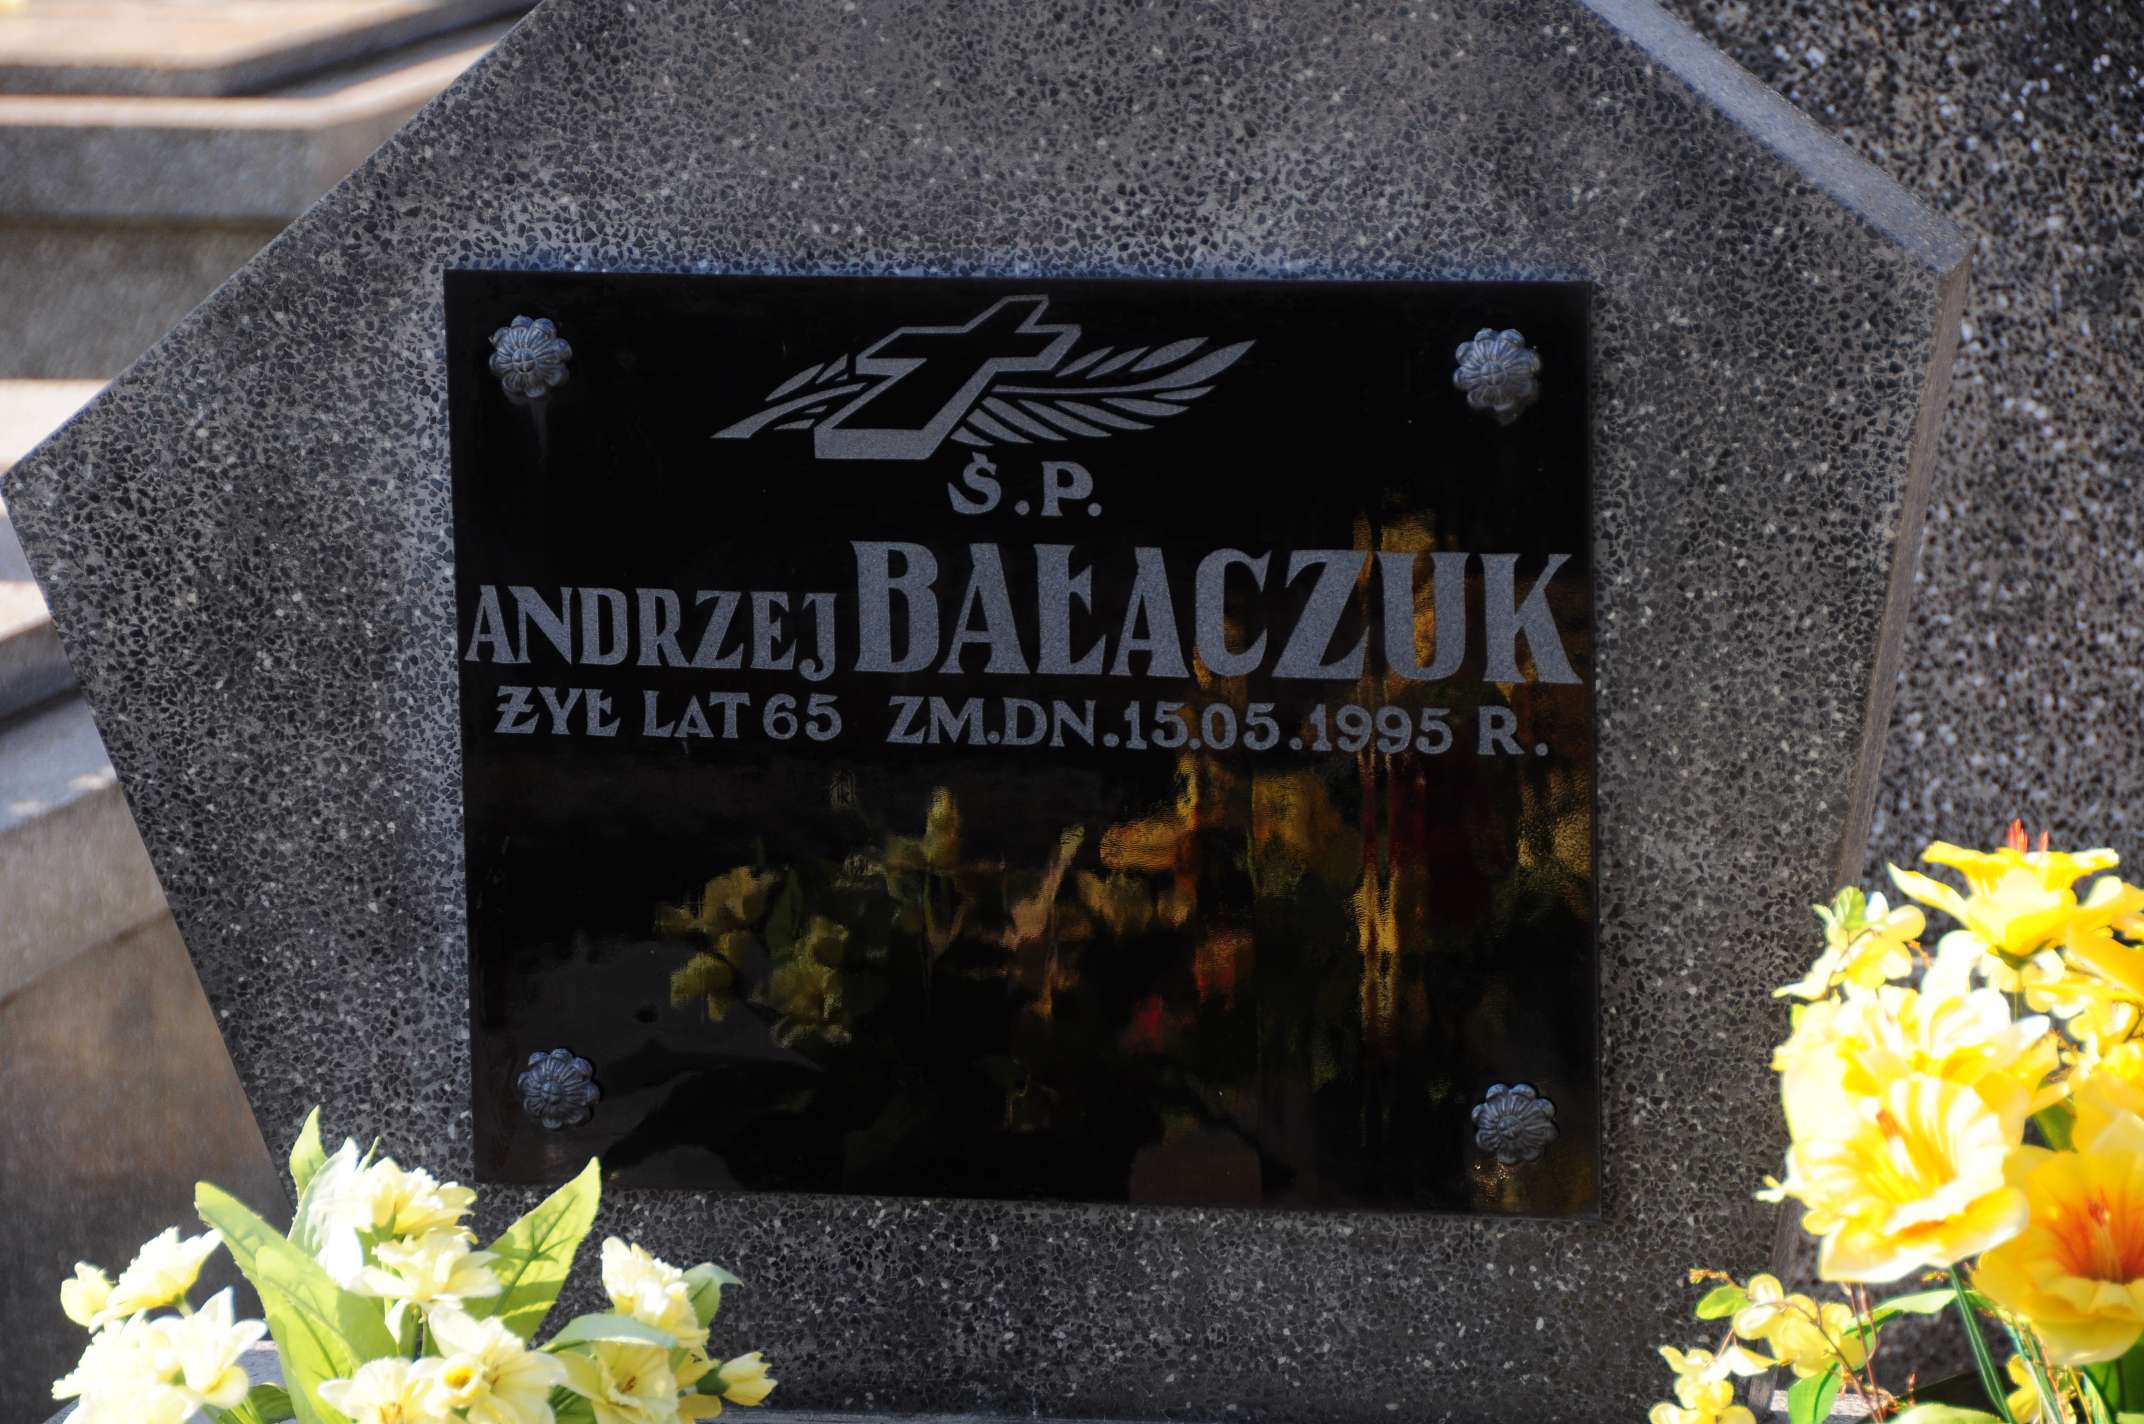 Ś.P.
ANDRZEJ BAŁACZUK
ŻYŁ LAT 65 ZM.DN.15.05.1995 R.